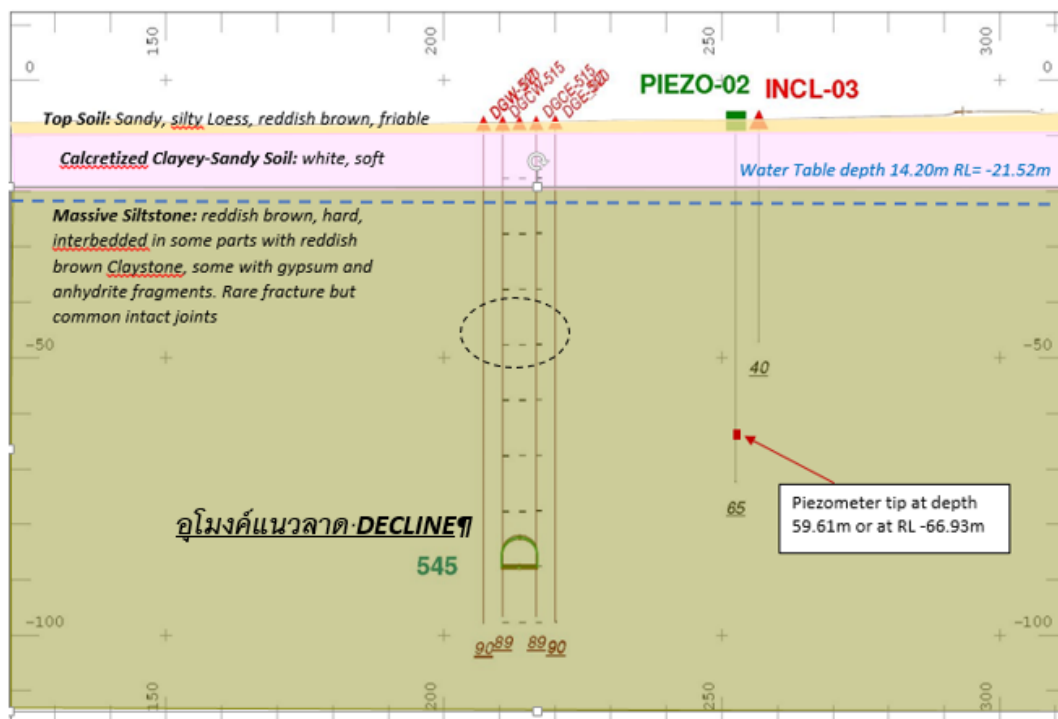 150
200
250
300
0
0
DGCW-515
DGCE-515
PIEZO-02
INCL-03
Top Soil: Sandy, silty Loess, reddish brown, friable
Calcretized Clayey-Sandy Soil: white, soft
Water Table depth 14.20m RL= -21.52m
Massive Siltstone: reddish brown, hard,
interbedded in some parts with reddish
brown Claystone, some with gypsum and
anhydrite fragments. Rare fracture but
common intact joints
-50
-50
40
65
Piezometer tip at depth
59.61m or at RL -66.93m
อุโมงค์แนวลาด·DECLINE¶
545
-100
-100
90
89
89
90
150
200
250
300